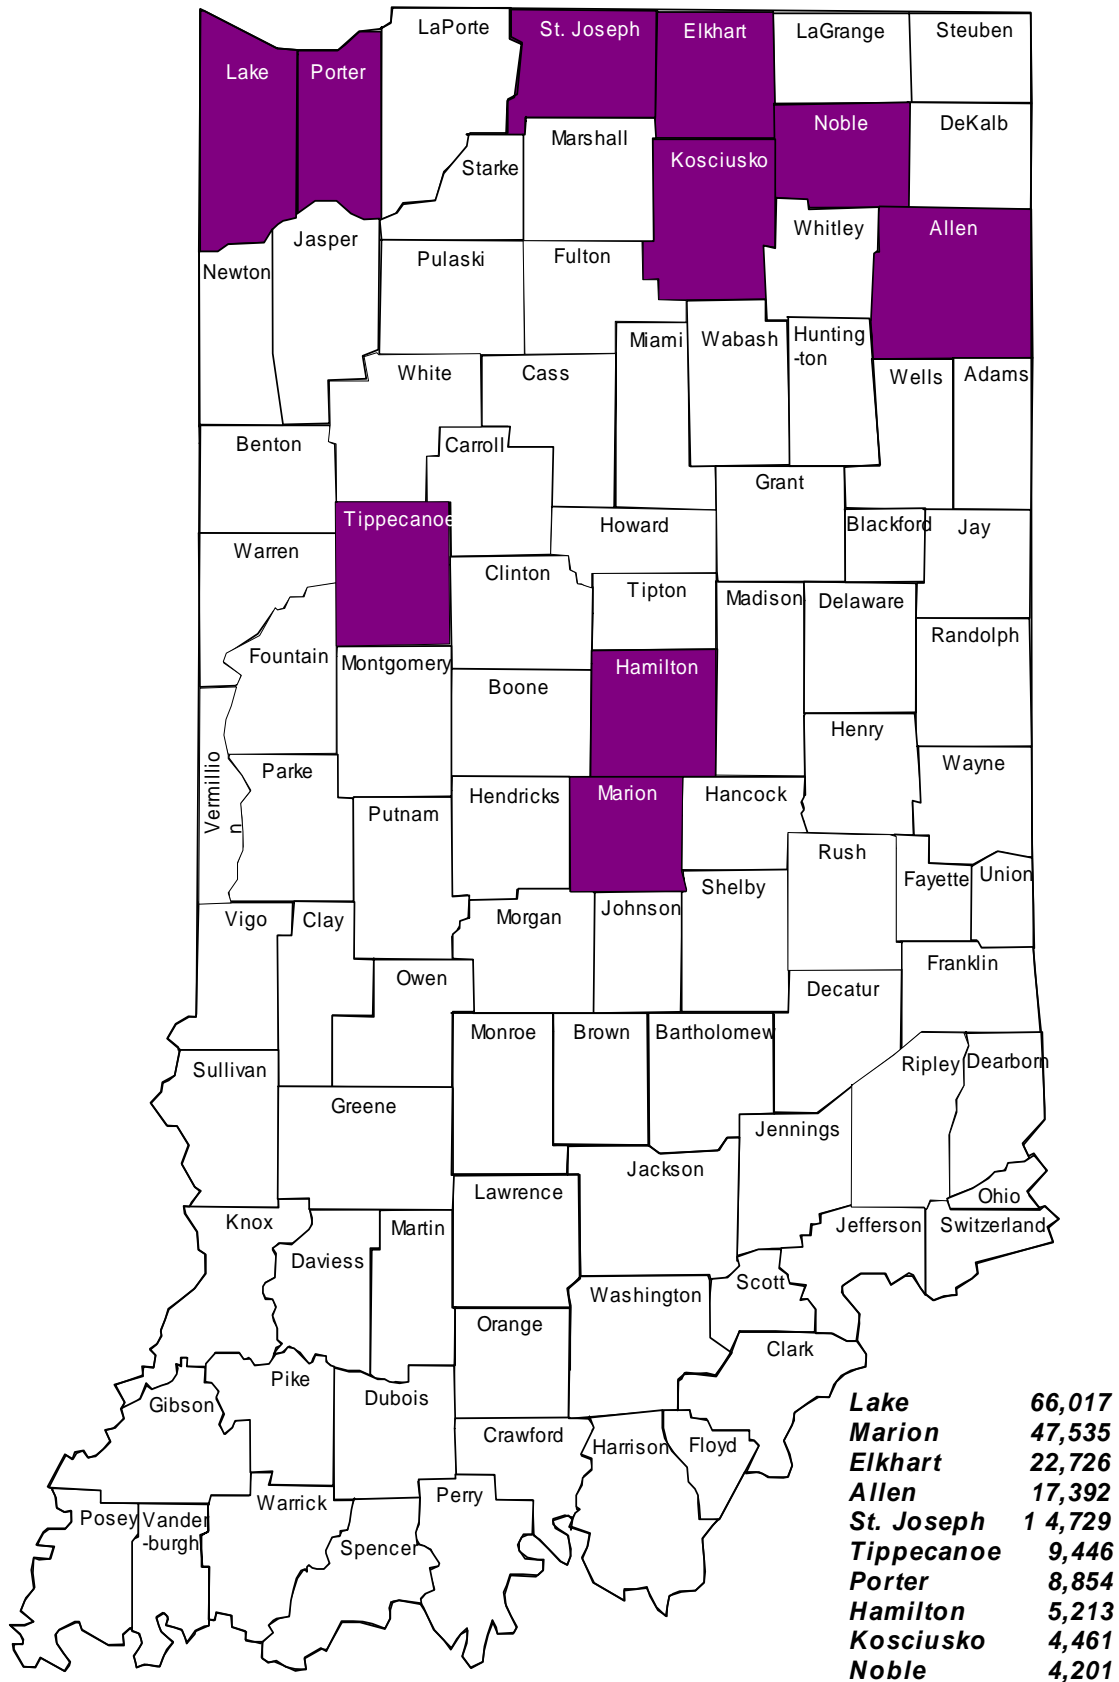 LaPorte St. Joseph Elkhart LaGrange Steuben
Lake Porter
Noble DeKalb
Marshall
Starke Kosciusko
Jasper Whitley Allen
Newton Pulaski Fulton
Miami Wabash Hunting
-ton
White Cass Wells Adams
Benton Carroll
Grant
Tippecanoe Howard Blackford Jay
Warren
Clinton Tipton Madison Delaware
Randolph
Fountain Montgomery Hamilton
Boone
Henry
Vermillio
n
Parke Wayne
Hendricks Marion Hancock
Putnam
Rush
Fayette Union
Shelby
Vigo Clay Morgan Johnson
Franklin
Owen Decatur
Monroe Brown Bartholomew
Sullivan Ripley Dearborn
Greene
Jennings
Jackson
Lawrence Ohio
Knox Martin Jefferson Switzerland
Daviess
Scott
Washington
Orange
Clark
Pike
Gibson Dubois
Crawford Harrison Floyd
Warrick Perry
Posey Vander
-burgh
Spencer
Lake 66,017
Marion 47,535
Elkhart 22,726
Allen 17,392
St. Joseph 1 4,729
Tippecanoe 9,446
Porter 8,854
Hamilton 5,213
Kosciusko 4,461
Noble 4,201